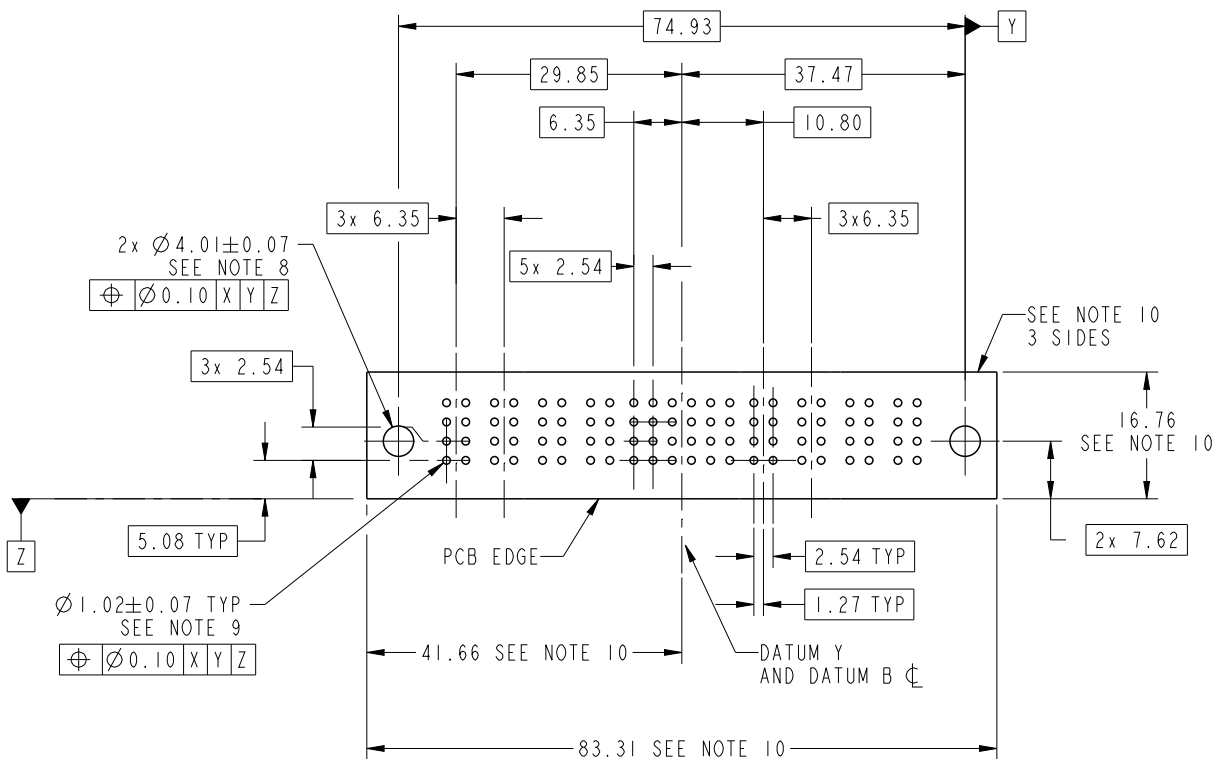 74.93
Y
29.85
37.47
6.35
10.80
3x 6.35
3x6.35
2x Ø4.01±0.07
SEE NOTE 8
⌖ Ø0.10 X Y Z
5x 2.54
SEE NOTE 10
3 SIDES
3x 2.54
16.76
SEE NOTE 10
5.08 TYP
Z
PCB EDGE
2.54 TYP
2x 7.62
Ø1.02±0.07 TYP
SEE NOTE 9
⌖ Ø0.10 X Y Z
1.27 TYP
41.66 SEE NOTE 10
DATUM Y
AND DATUM B ℄
83.31 SEE NOTE 10